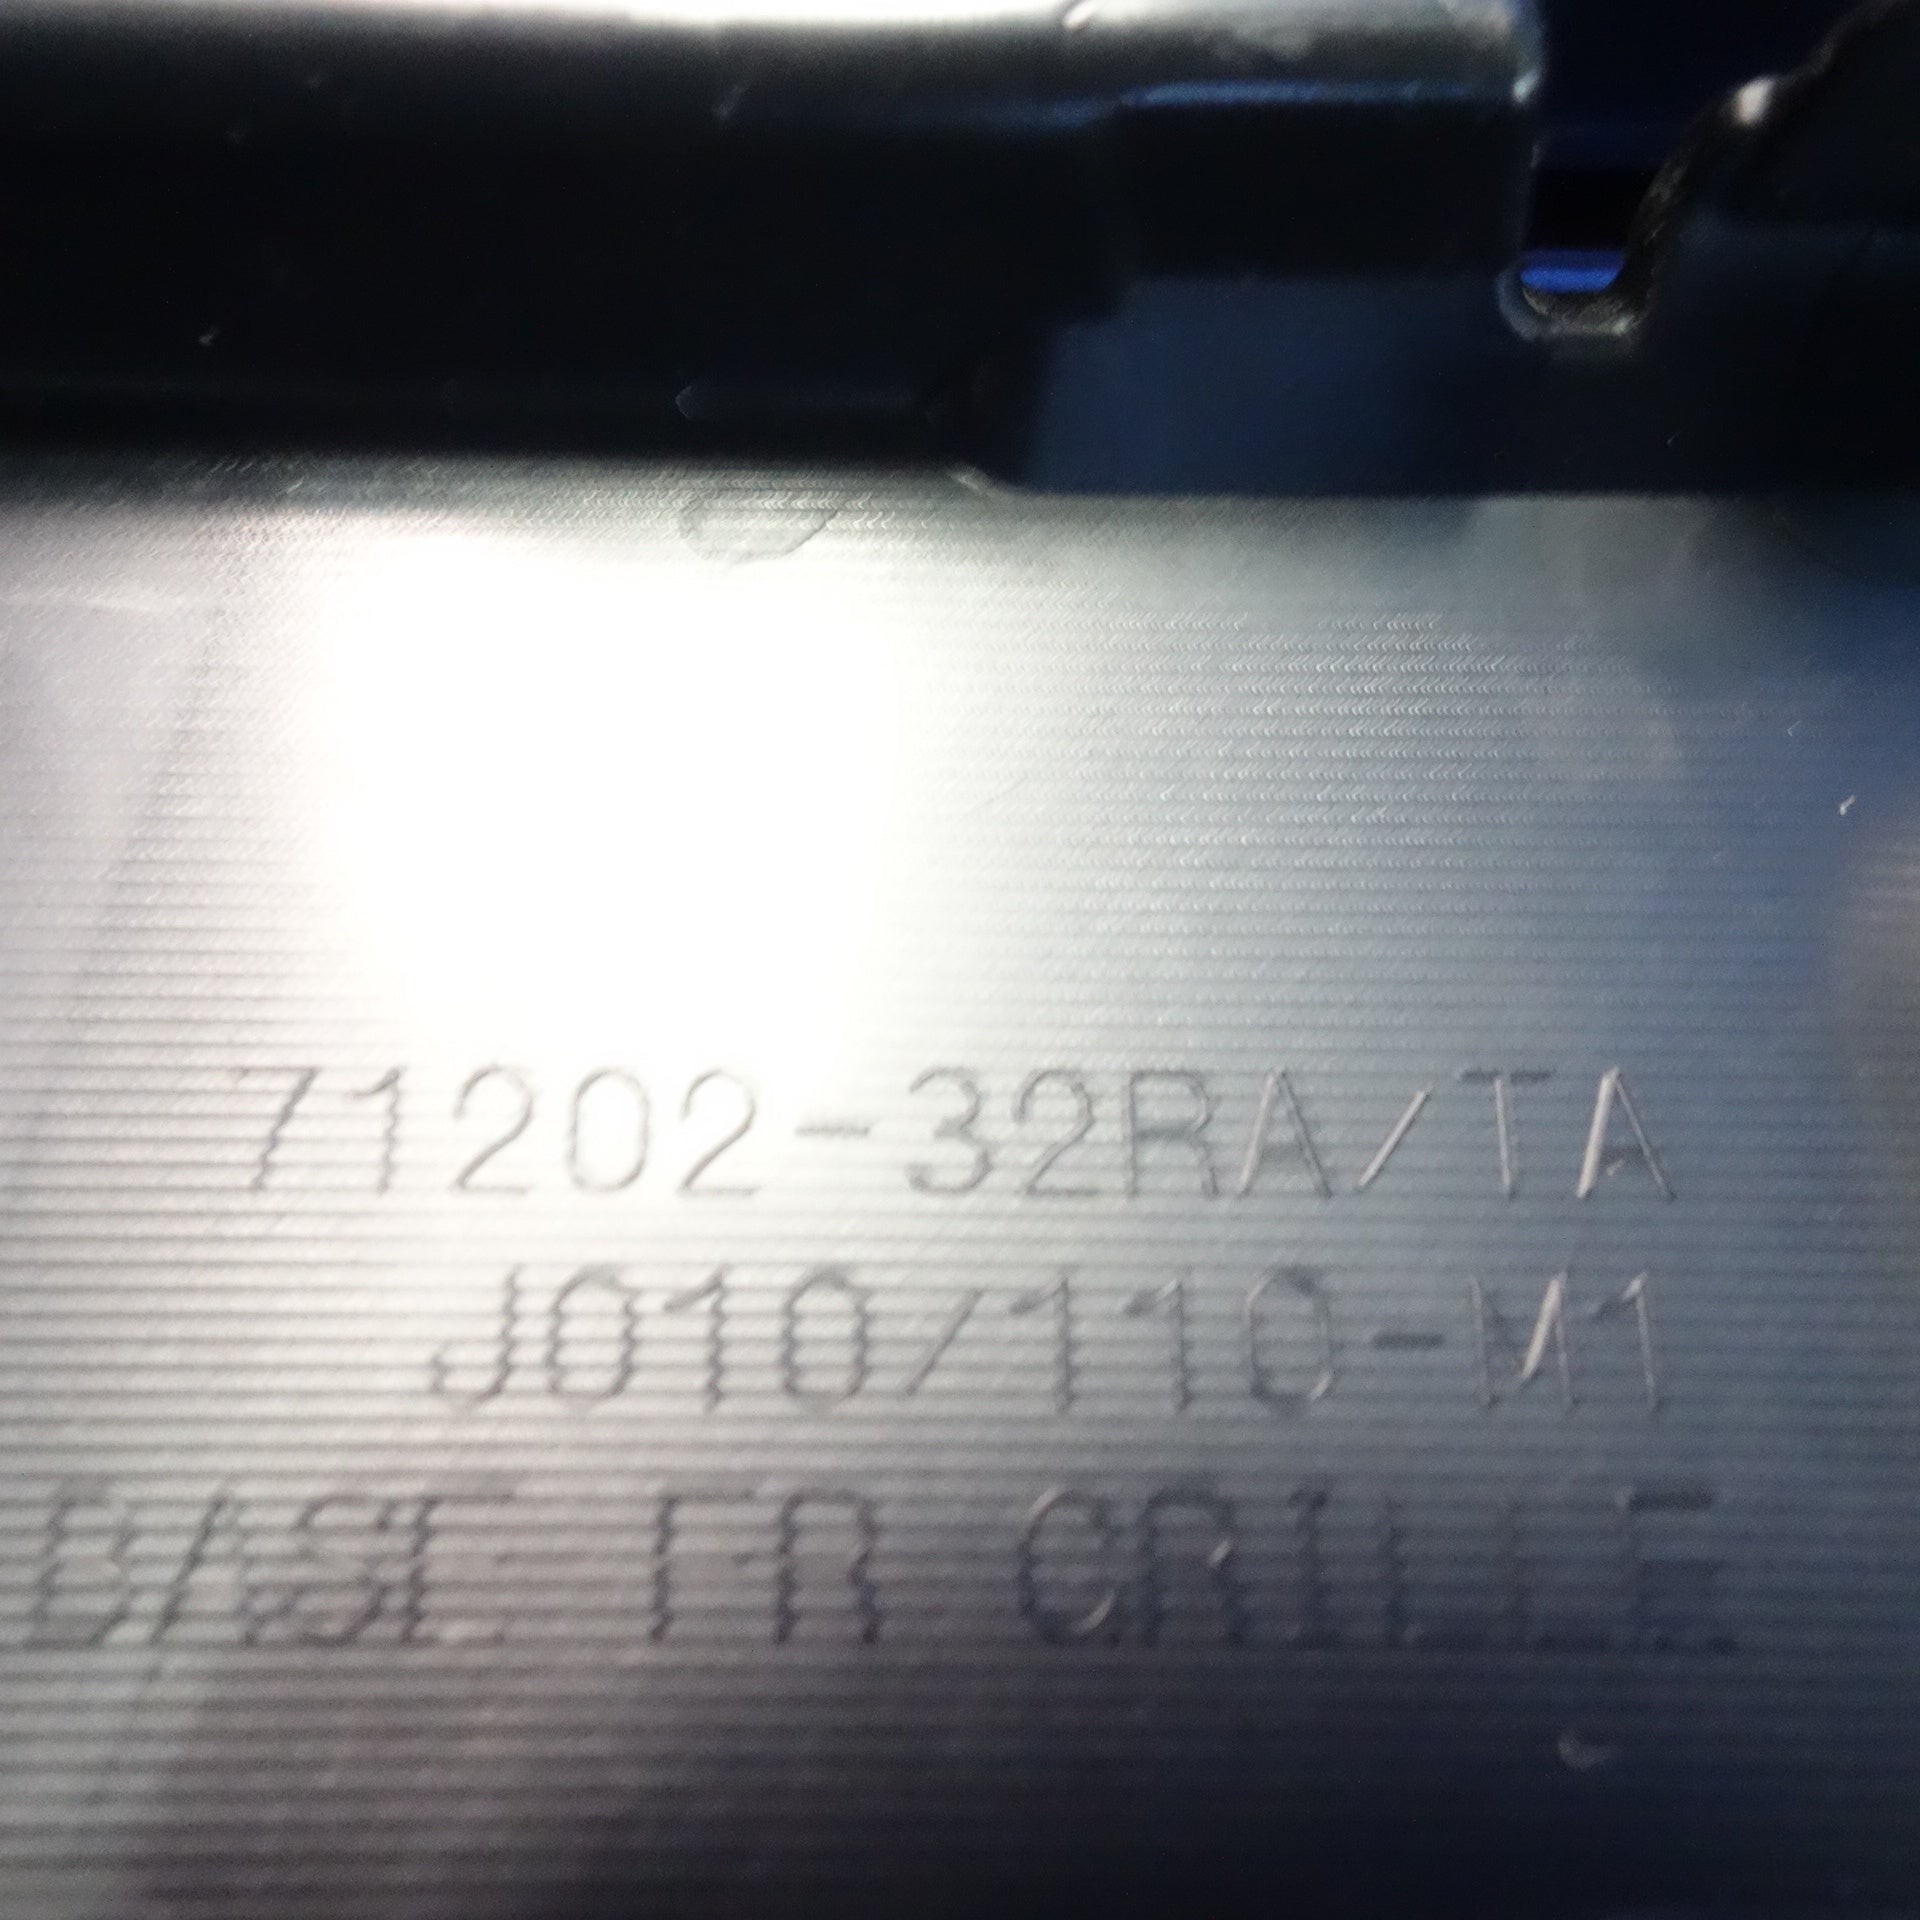 71202-32RA/TA
J010/110-M1
BASE FR GRILLE